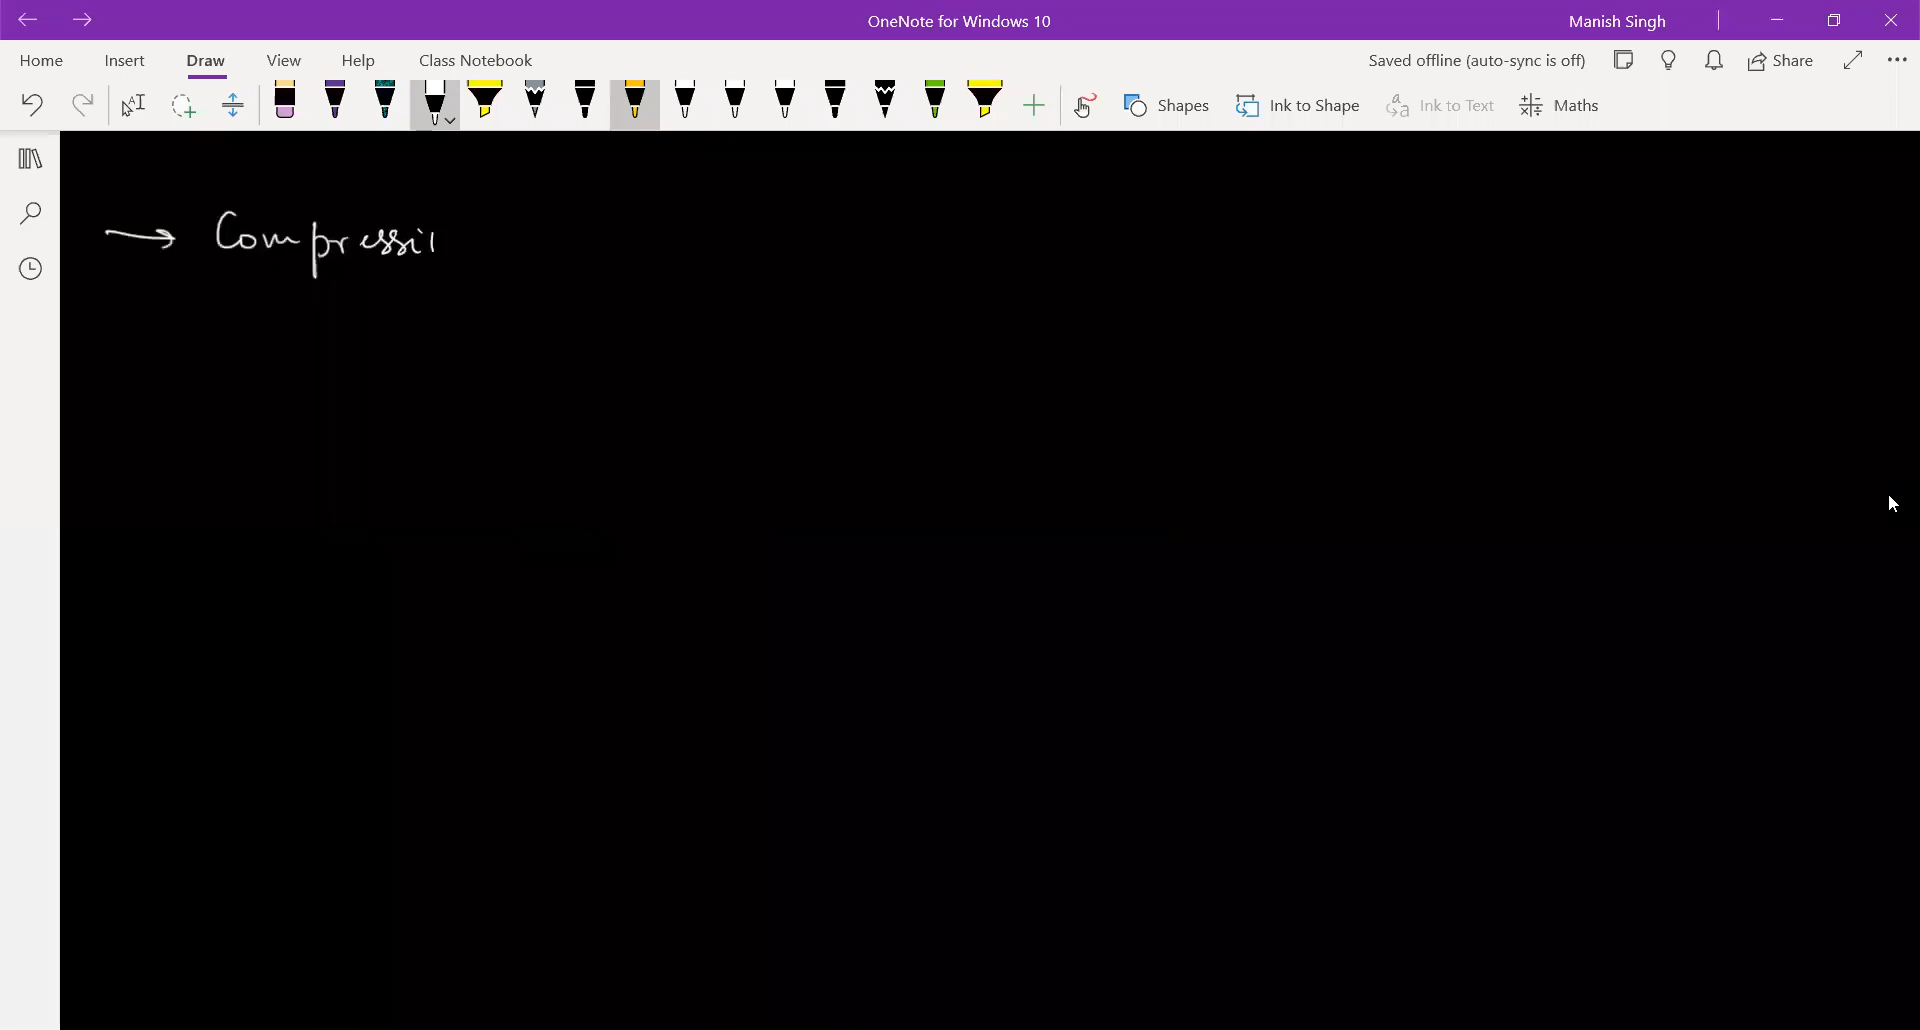 OneNote for Windows 10
Manish Singh
Home Insert Draw View Help Class Notebook
Saved offline (auto-sync is off) Share
Shapes Ink to Shape Ink to Text Maths
→ Compressi